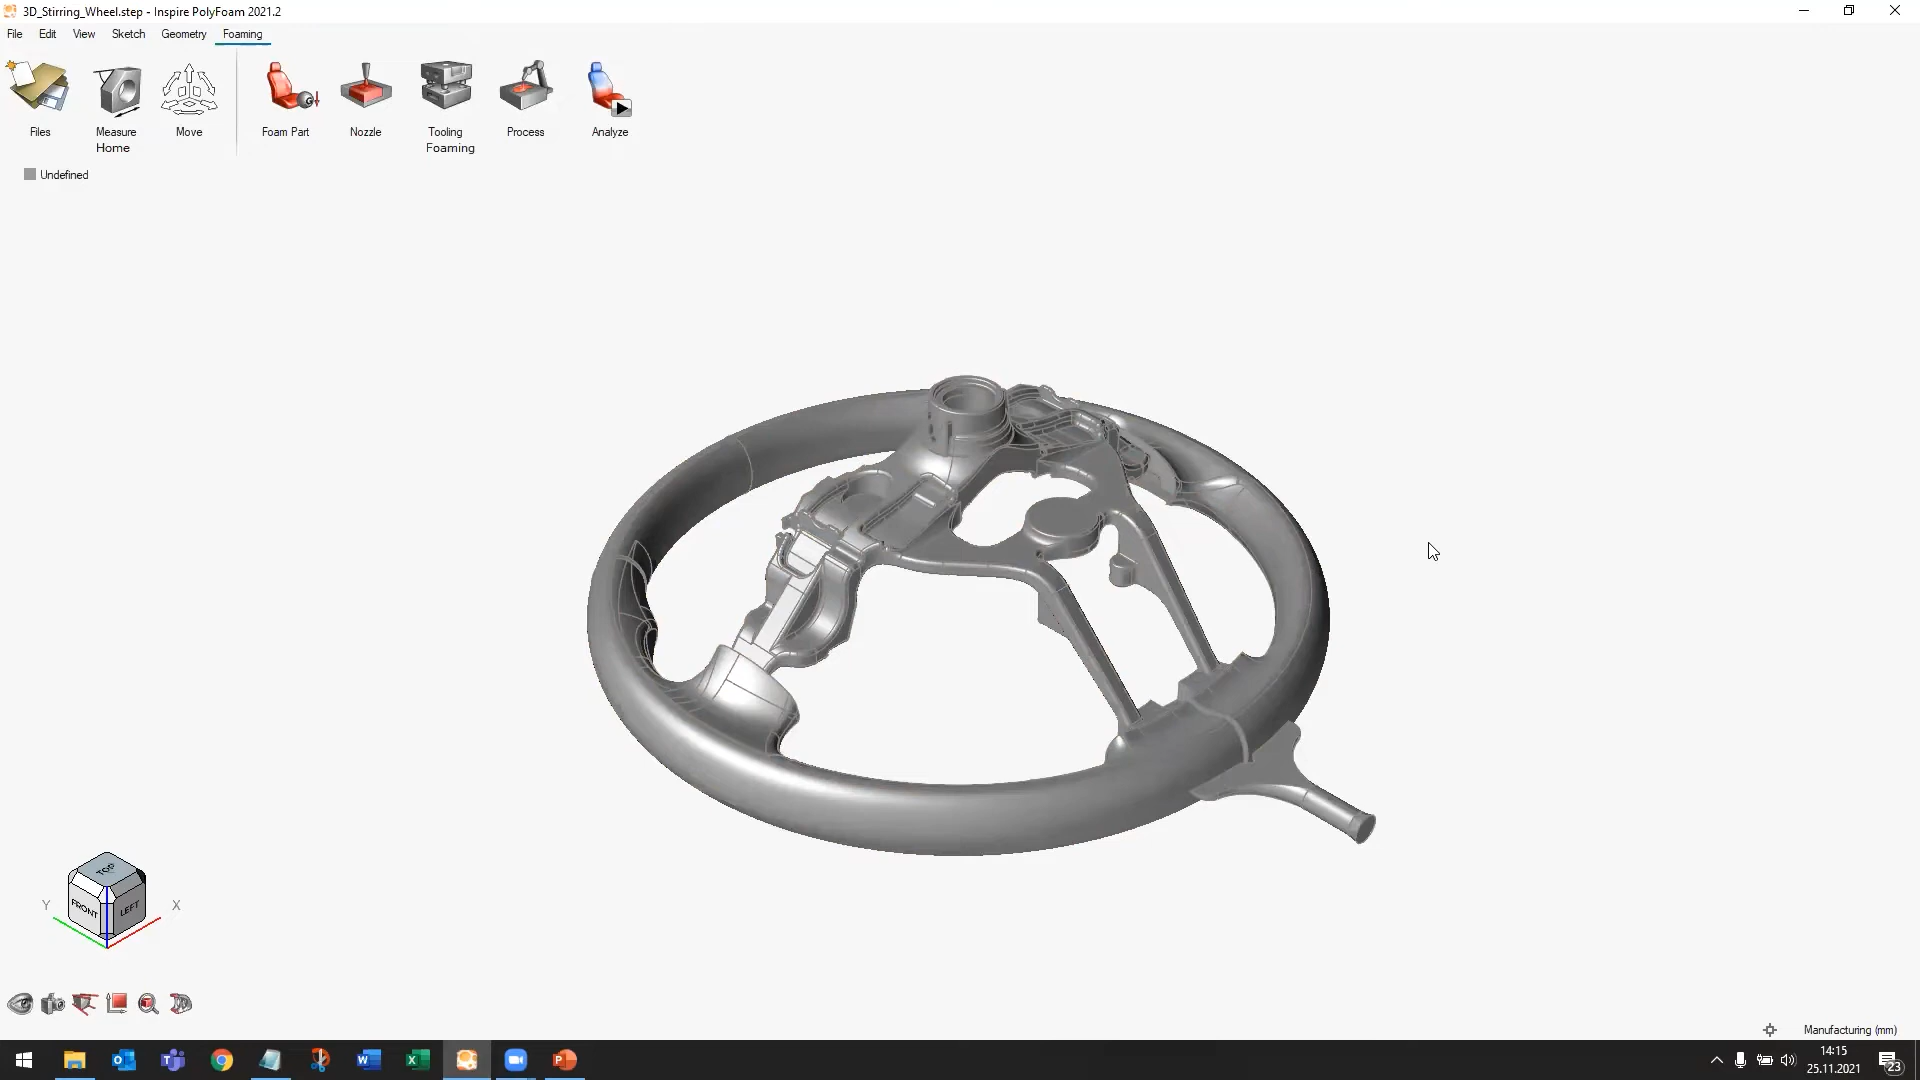 3D_Stirring_Wheel.step - Inspire PolyFoam 2021.2
File Edit View Sketch Geometry Foaming
Files Measure Move Foam Part Nozzle Tooling Process Analyze
Home Foaming
Undefined
TOP
FRONT LEFT
Y X
Manufacturing (mm)
14:15
25.11.2021
23